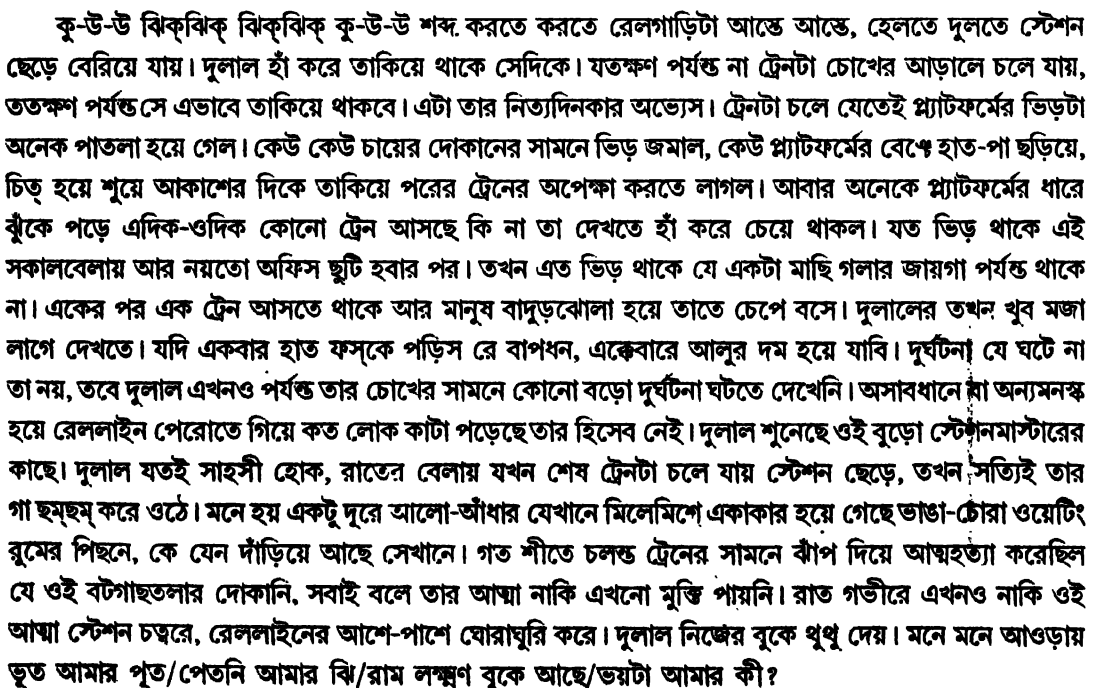 কু-উ-উ ঝিক্‌ঝিক্‌ ঝিক্‌ঝিক্‌ কু-উ-উ শব্দ করতে করতে রেলগাড়িটা আস্তে আস্তে, হেলতে দুলতে স্টেশন
ছেড়ে বেরিয়ে যায়। দুলাল হাঁ করে তাকিয়ে থাকে সেদিকে। যতক্ষণ পর্যন্ত না ট্রেনটা চোখের আড়ালে চলে যায়,
ততক্ষণ পর্যন্ত সে এভাবে তাকিয়ে থাকবে। এটা তার নিত্যদিনকার অভ্যেস। ট্রেনটা চলে যেতেই প্ল্যাটফর্মের ভিড়টা
অনেক পাতলা হয়ে গেল। কেউ কেউ চায়ের দোকানের সামনে ভিড় জমাল, কেউ প্ল্যাটফর্মের বেঞ্চে হাত-পা ছড়িয়ে,
চিত্‌ হয়ে শুয়ে আকাশের দিকে তাকিয়ে পরের ট্রেনের অপেক্ষা করতে লাগল। আবার অনেকে প্ল্যাটফর্মের ধারে
ঝুঁকে পড়ে এদিক-ওদিক কোনো ট্রেন আসছে কি না তা দেখতে হাঁ করে চেয়ে থাকল। যত ভিড় থাকে এই
সকালবেলায় আর নয়তো অফিস ছুটি হবার পর। তখন এত ভিড় থাকে যে একটা মাছি গলার জায়গা পর্যন্ত থাকে
না। একের পর এক ট্রেন আসতে থাকে আর মানুষ বাদুড়ঝোলা হয়ে তাতে চেপে বসে। দুলালের তখন খুব মজা
লাগে দেখতে। যদি একবার হাত ফস্‌কে পড়িস রে বাপধন, এক্কেবারে আলুর দম হয়ে যাবি। দুর্ঘটনা যে ঘটে না
তা নয়, তবে দুলাল এখনও পর্যন্ত তার চোখের সামনে কোনো বড়ো দুর্ঘটনা ঘটতে দেখেনি। অসাবধানে বা অন্যমনস্ক
হয়ে রেললাইন পেরোতে গিয়ে কত লোক কাটা পড়েছে তার হিসেব নেই। দুলাল শুনেছে ওই বুড়ো স্টেশনমাস্টারের
কাছে। দুলাল যতই সাহসী হোক, রাতের বেলায় যখন শেষ ট্রেনটা চলে যায় স্টেশন ছেড়ে, তখন সত্যিই তার
গা ছম্‌ছম্‌ করে ওঠে। মনে হয় একটু দূরে আলো-আঁধার যেখানে মিলেমিশে একাকার হয়ে গেছে ভাঙা-চোরা ওয়েটিং
রুমের পিছনে, কে যেন দাঁড়িয়ে আছে সেখানে। গত শীতে চলন্ত ট্রেনের সামনে ঝাঁপ দিয়ে আত্মহত্যা করেছিল
যে ওই বটগাছতলার দোকানি, সবাই বলে তার আত্মা নাকি এখনো মুক্তি পায়নি। রাত গভীরে এখনও নাকি ওই
আত্মা স্টেশন চত্বরে, রেললাইনের আশে-পাশে ঘোরাঘুরি করে। দুলাল নিজের বুকে থুথু দেয়। মনে মনে আওড়ায়
ভূত আমার পূত/পেতনি আমার ঝি/রাম লক্ষ্মণ বুকে আছে/ভয়টা আমার কী?